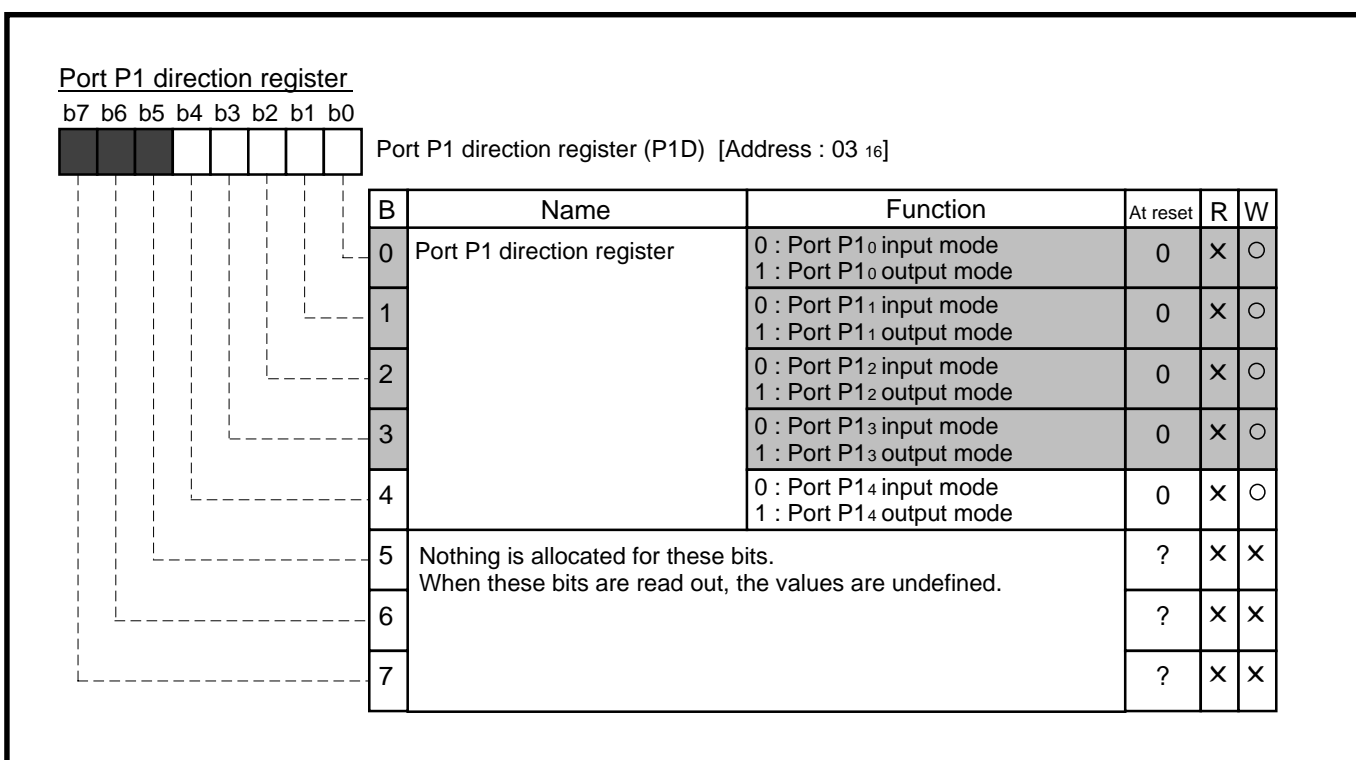 Port P1 direction register
b7 b6 b5 b4 b3 b2 b1 b0
Port P1 direction register (P1D) [Address : 03 16]
B Name Function At reset R W
0 Port P1 direction register 0 : Port P10 input mode 0 × ○
1 : Port P10 output mode
1 0 : Port P11 input mode 0 × ○
1 : Port P11 output mode
2 0 : Port P12 input mode 0 × ○
1 : Port P12 output mode
3 0 : Port P13 input mode 0 × ○
1 : Port P13 output mode
4 0 : Port P14 input mode 0 × ○
1 : Port P14 output mode
5 Nothing is allocated for these bits. ? × ×
When these bits are read out, the values are undefined.
6 ? × ×
7 ? × ×